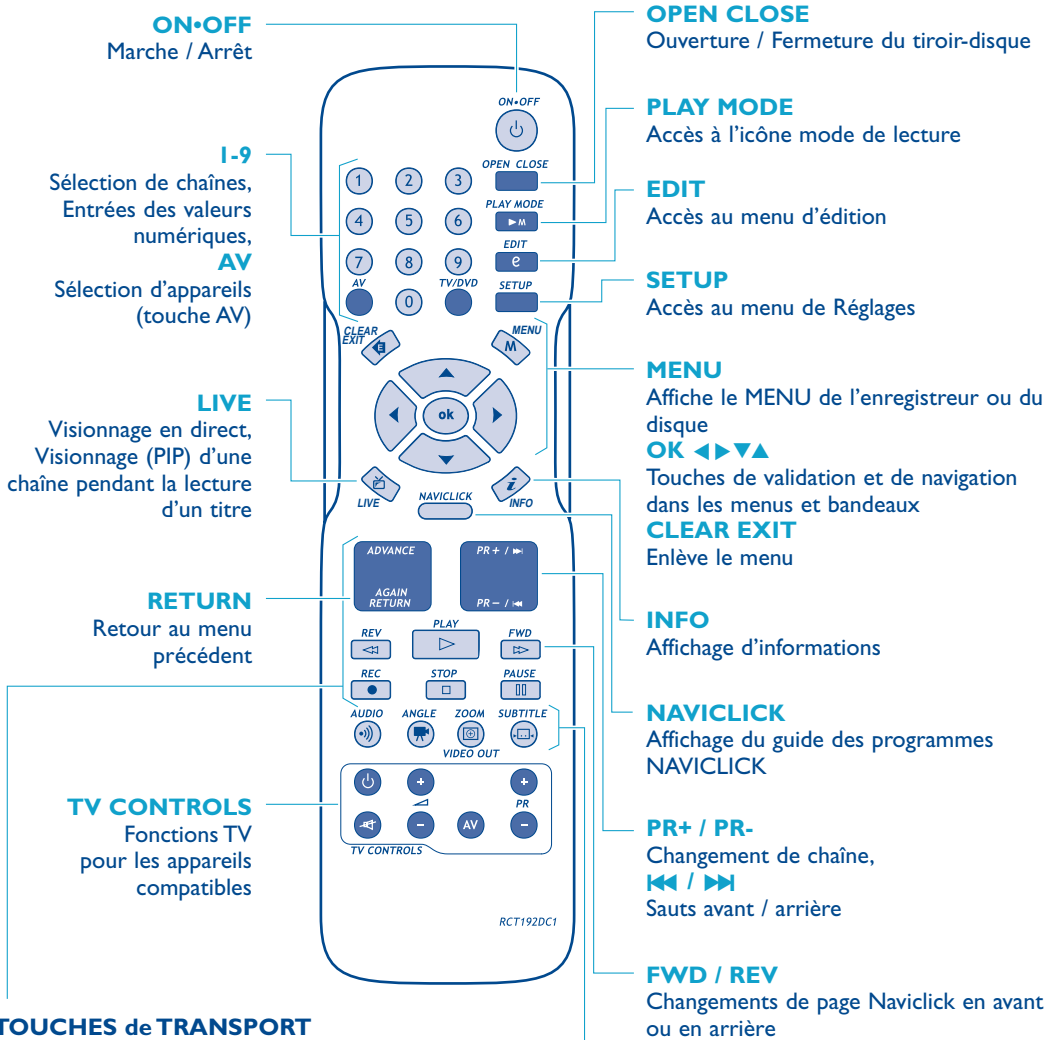 ON•OFF
Marche / Arrêt
1-9
Sélection de chaînes,
Entrées des valeurs
numériques,
AV
Sélection d'appareils
(touche AV)
LIVE
Visionnage en direct,
Visionnage (PIP) d'une
chaîne pendant la lecture
d'un titre
RETURN
Retour au menu
précédent
TV CONTROLS
Fonctions TV
pour les appareils
compatibles
TOUCHES de TRANSPORT
ON•OFF
OPEN CLOSE
1 2 3
PLAY MODE
4 5 6 ►M
EDIT
7 8 9 e
AV TV/DVD SETUP
0
CLEAR
EXIT
E
MENU
M
ok
LIVE
NAVICLICK
i
INFO
ADVANCE
AGAIN
RETURN
PR + / ⏭
PR – / ⏮
REV PLAY FWD
REC STOP PAUSE
AUDIO ANGLE ZOOM SUBTITLE
VIDEO OUT
+ +
PR
– AV –
TV CONTROLS
RCT192DC1
OPEN CLOSE
Ouverture / Fermeture du tiroir-disque
PLAY MODE
Accès à l'icône mode de lecture
EDIT
Accès au menu d'édition
SETUP
Accès au menu de Réglages
MENU
Affiche le MENU de l'enregistreur ou du
disque
OK ◄►▼▲
Touches de validation et de navigation
dans les menus et bandeaux
CLEAR EXIT
Enlève le menu
INFO
Affichage d'informations
NAVICLICK
Affichage du guide des programmes
NAVICLICK
PR+ / PR-
Changement de chaîne,
⏮ / ⏭
Sauts avant / arrière
FWD / REV
Changements de page Naviclick en avant
ou en arrière